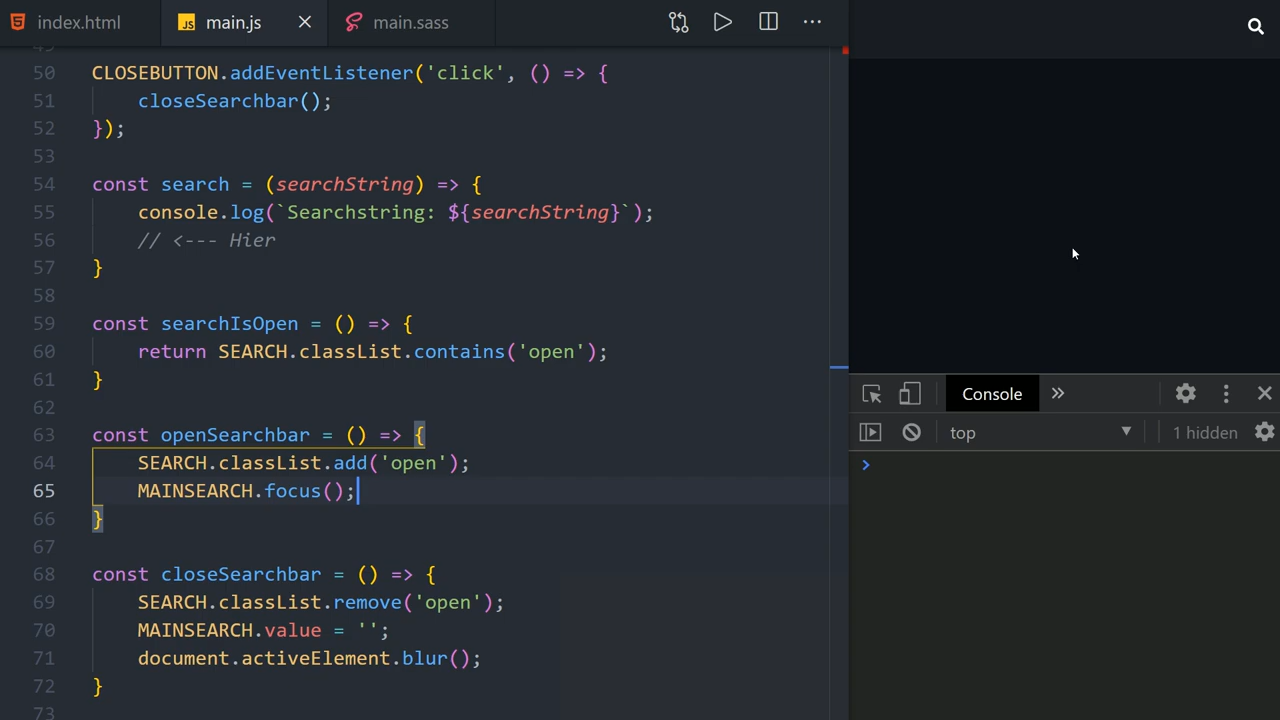 index.html
JS main.js
main.sass
49
50 CLOSEBUTTON.addEventListener('click', () => {
51 closeSearchbar();
52 });
53
54 const search = (searchString) => {
55 console.log(`Searchstring: ${searchString}`);
56 // <--- Hier
57 }
58
59 const searchIsOpen = () => {
60 return SEARCH.classList.contains('open');
61 }
62
63 const openSearchbar = () => {
64 SEARCH.classList.add('open');
65 MAINSEARCH.focus();
66 }
67
68 const closeSearchbar = () => {
69 SEARCH.classList.remove('open');
70 MAINSEARCH.value = '';
71 document.activeElement.blur();
72 }
73
Console
top
1 hidden